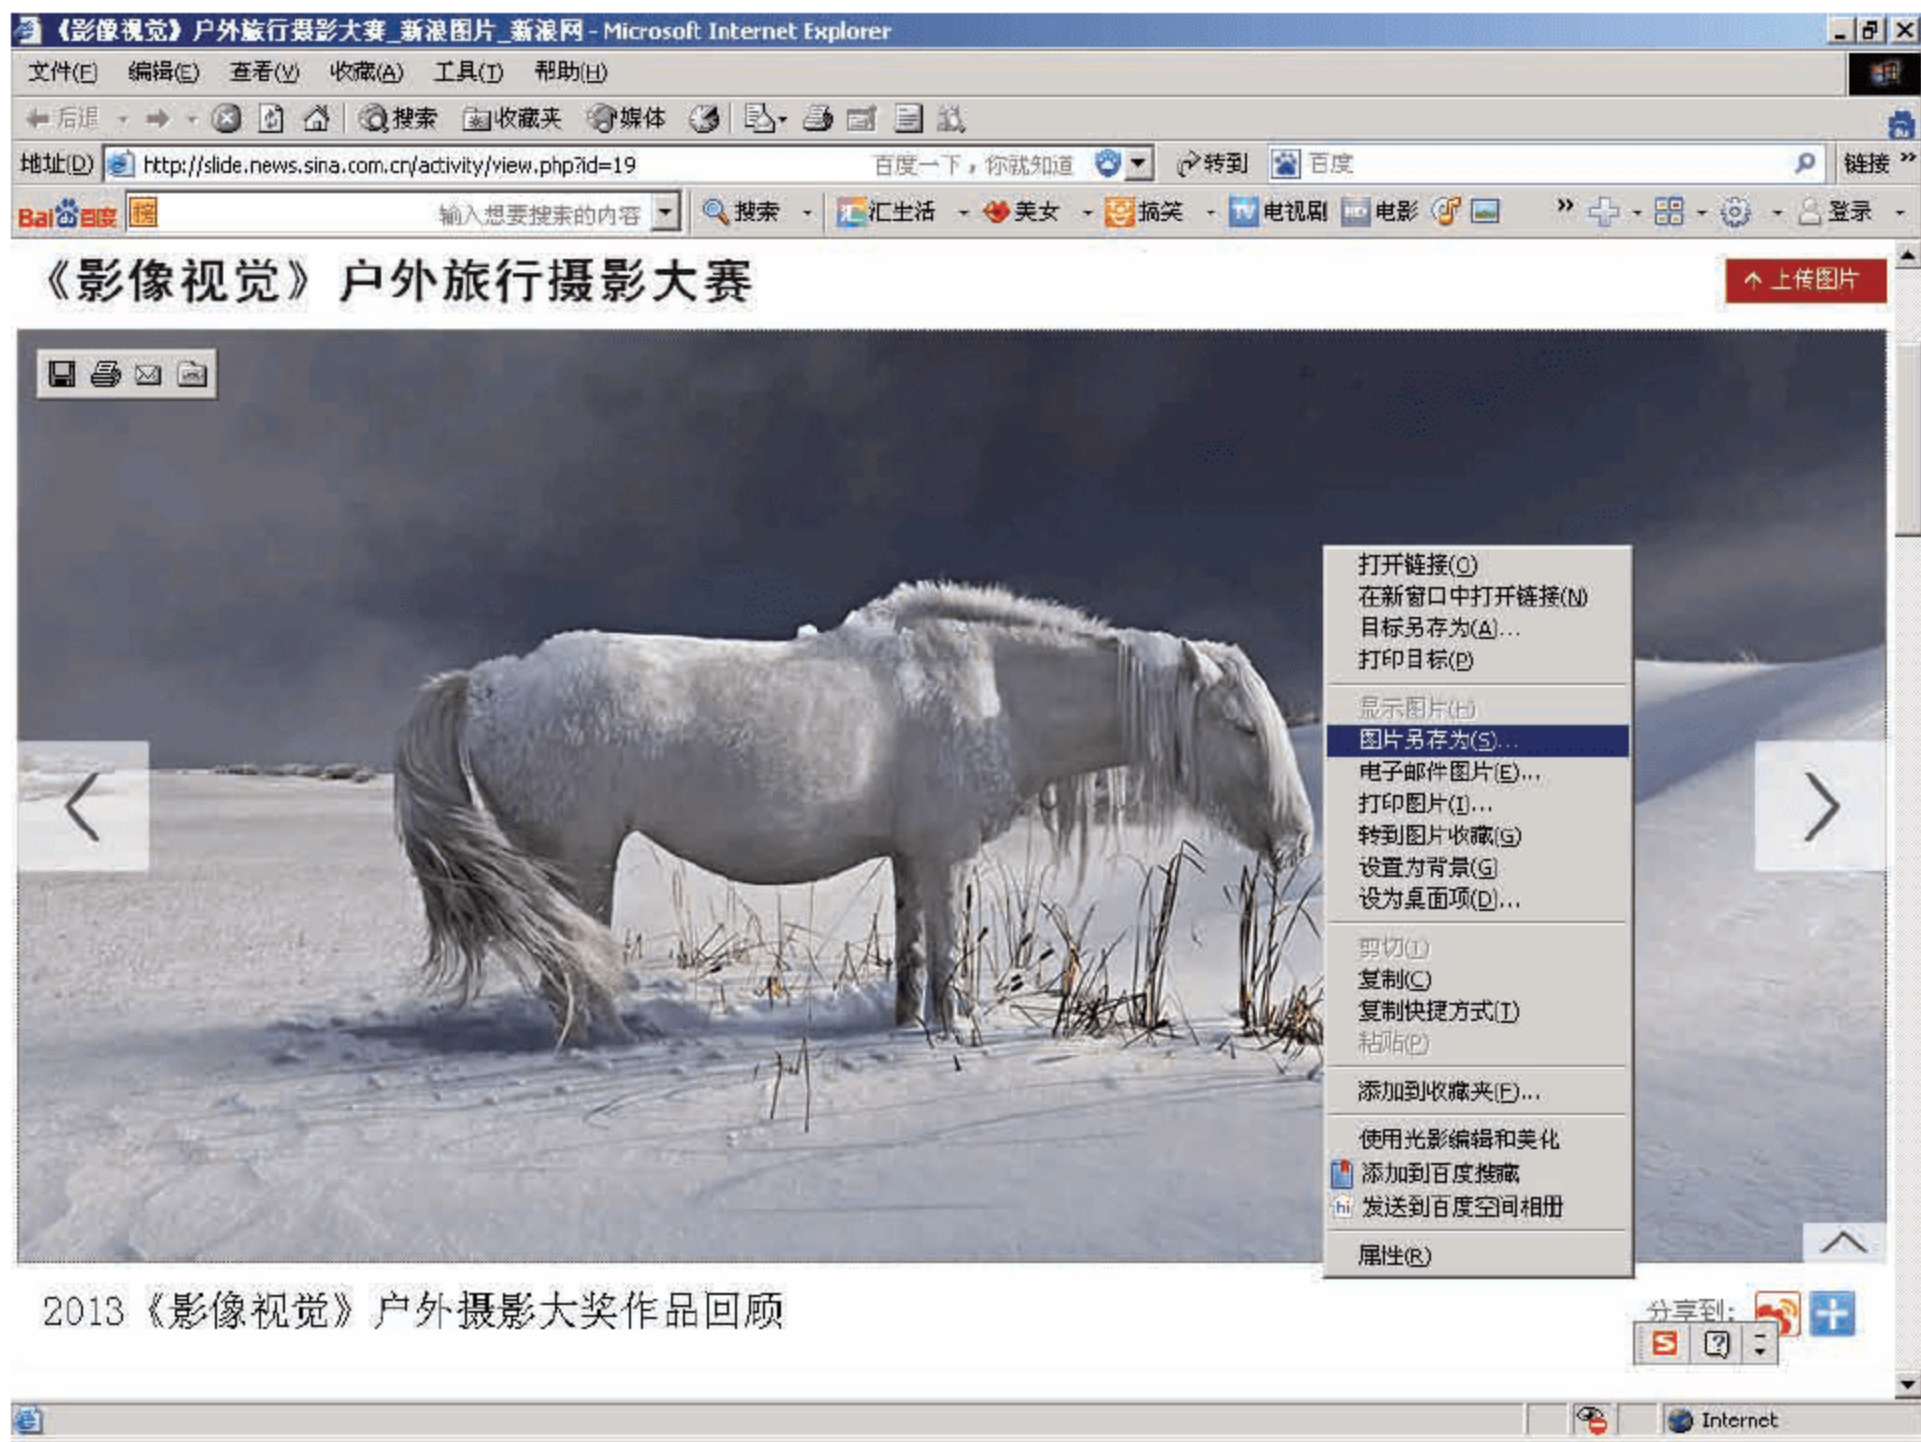 《影像视觉》户外旅行摄影大赛_新浪图片_新浪网 - Microsoft Internet Explorer
文件(F) 编辑(E) 查看(V) 收藏(A) 工具(T) 帮助(H)
后退 搜索 收藏夹 媒体
地址(D) http://slide.news.sina.com.cn/activity/view.php?id=19 百度一下，你就知道 转到 百度 链接 »
Bai百度 榜 输入想要搜索的内容 搜索 汇生活 美女 搞笑 TV 电视剧 电影 » 登录
《影像视觉》户外旅行摄影大赛 上传图片
打开链接(O)
在新窗口中打开链接(N)
目标另存为(A)...
打印目标(P)
显示图片(H)
图片另存为(S)...
电子邮件图片(E)...
打印图片(I)...
转到图片收藏(G)
设置为背景(G)
设为桌面项(D)...
剪切(T)
复制(C)
复制快捷方式(T)
粘贴(P)
添加到收藏夹(F)...
使用光影编辑和美化
添加到百度搜藏
hi 发送到百度空间相册
属性(R)
2013《影像视觉》户外摄影大奖作品回顾 分享到:
S ?
Internet